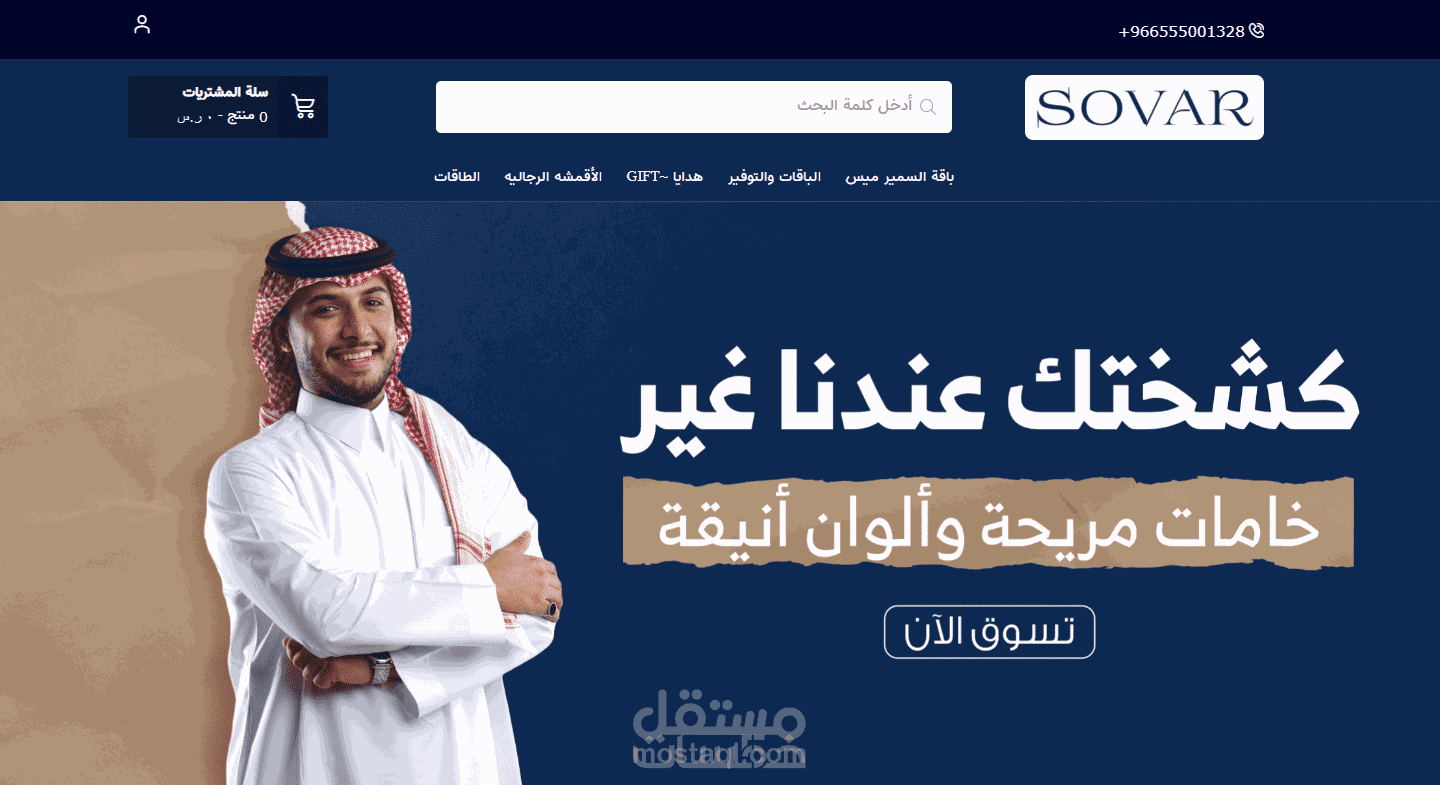 +966555001328
SOVAR
أدخل كلمة البحث
سلة المشتريات
0 منتج - ٠ ر.س
باقة السمير ميس
الباقات والتوفير
هدايا ~GIFT
الأقمشه الرجاليه
الطاقات
كشختك عندنا غير
خامات مريحة وألوان أنيقة
تسوق الآن
مستقل
mostaql.com